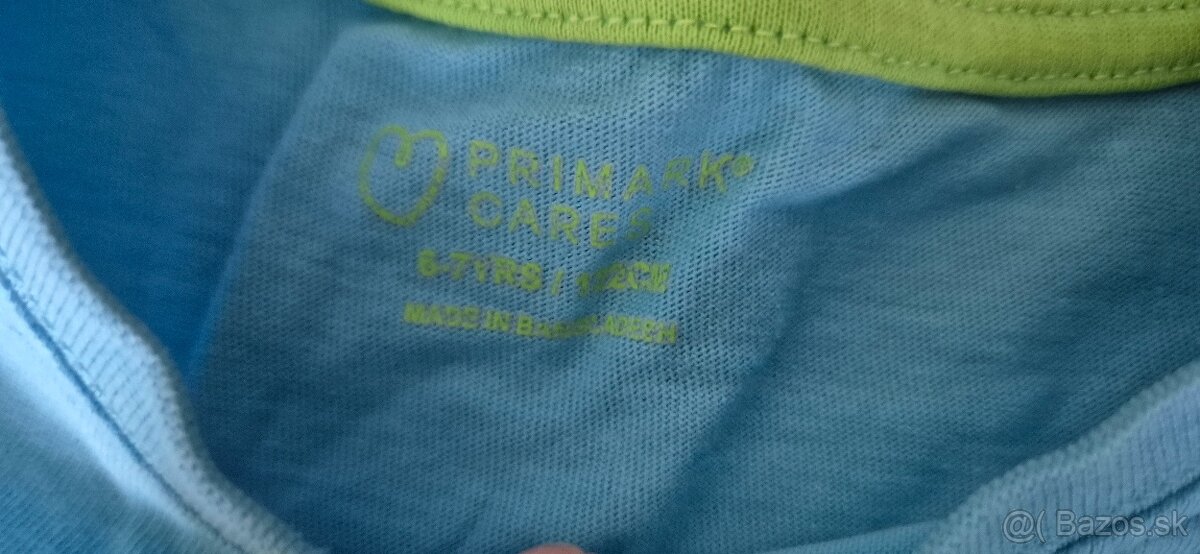 PRIMARK®
CARES
6-7YRS / 122CM
MADE IN BANGLADESH
@( Bazos.sk